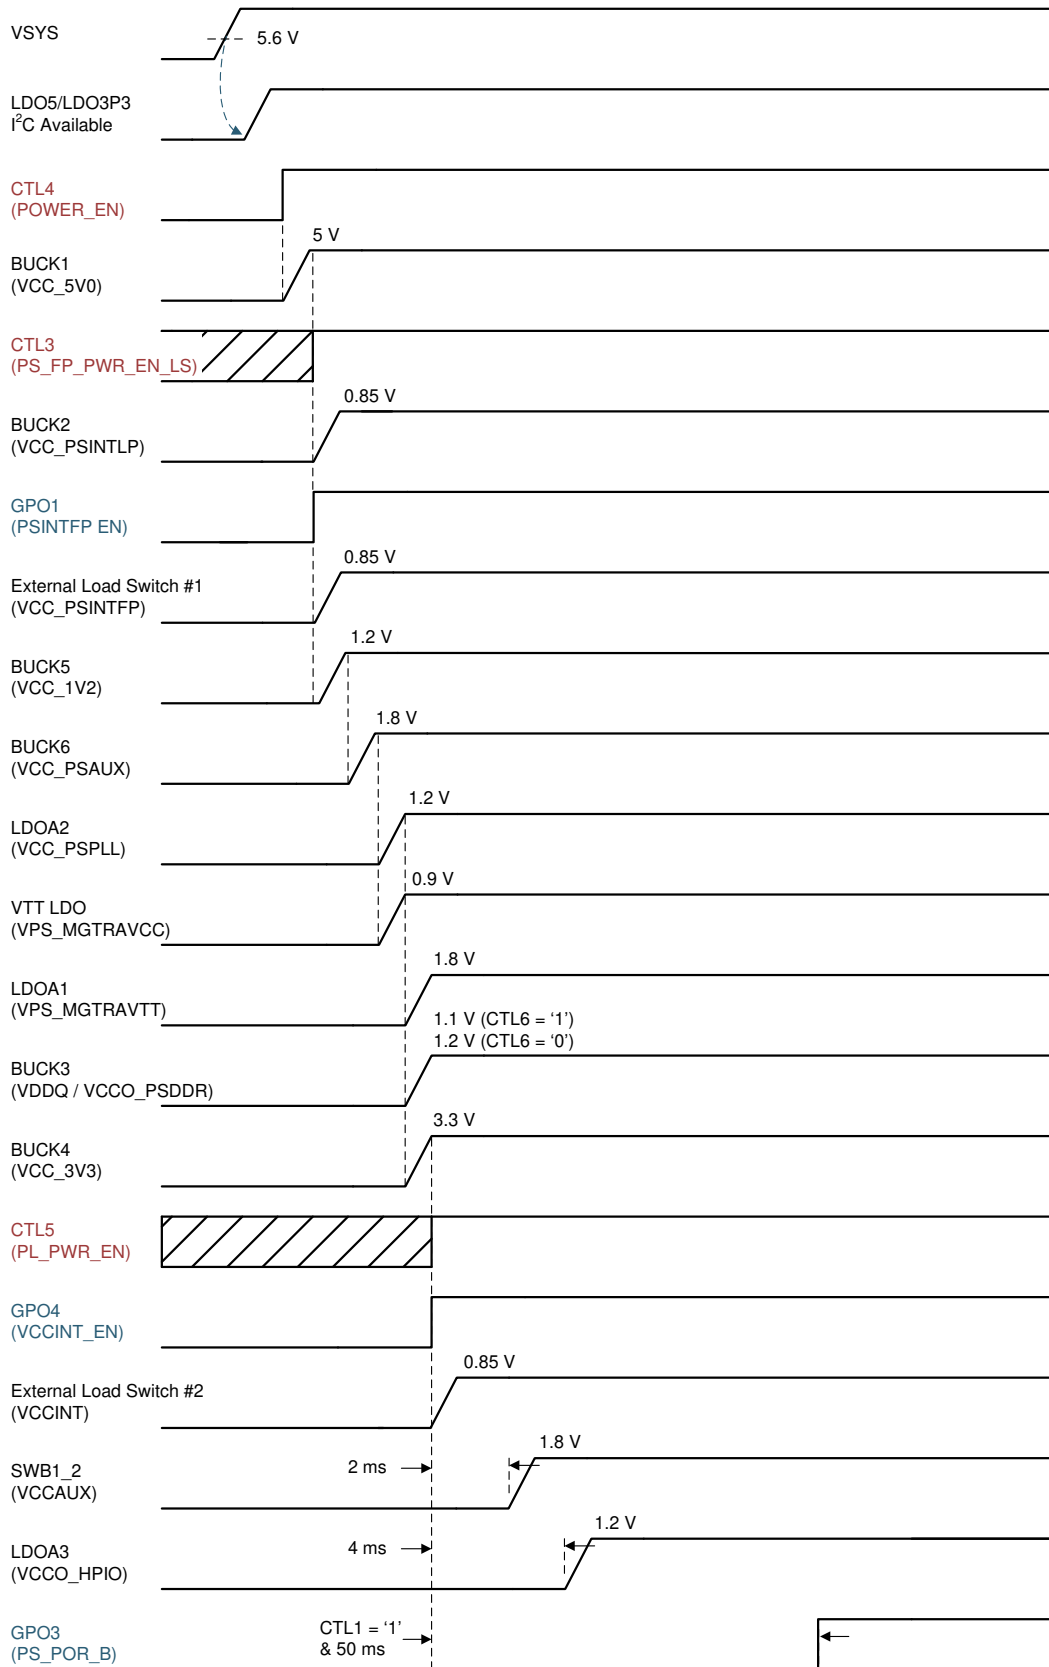 VSYS
5.6 V
LDO5/LDO3P3
I²C Available
CTL4
(POWER_EN)
5 V
BUCK1
(VCC_5V0)
CTL3
(PS_FP_PWR_EN_LS)
0.85 V
BUCK2
(VCC_PSINTLP)
GPO1
(PSINTFP EN)
0.85 V
External Load Switch #1
(VCC_PSINTFP)
1.2 V
BUCK5
(VCC_1V2)
1.8 V
BUCK6
(VCC_PSAUX)
1.2 V
LDOA2
(VCC_PSPLL)
0.9 V
VTT LDO
(VPS_MGTRAVCC)
1.8 V
LDOA1
(VPS_MGTRAVTT)
1.1 V (CTL6 = ‘1’)
1.2 V (CTL6 = ‘0’)
BUCK3
(VDDQ / VCCO_PSDDR)
3.3 V
BUCK4
(VCC_3V3)
CTL5
(PL_PWR_EN)
GPO4
(VCCINT_EN)
0.85 V
External Load Switch #2
(VCCINT)
1.8 V
SWB1_2
(VCCAUX)
2 ms
1.2 V
LDOA3
(VCCO_HPIO)
4 ms
GPO3
(PS_POR_B)
CTL1 = ‘1’
& 50 ms